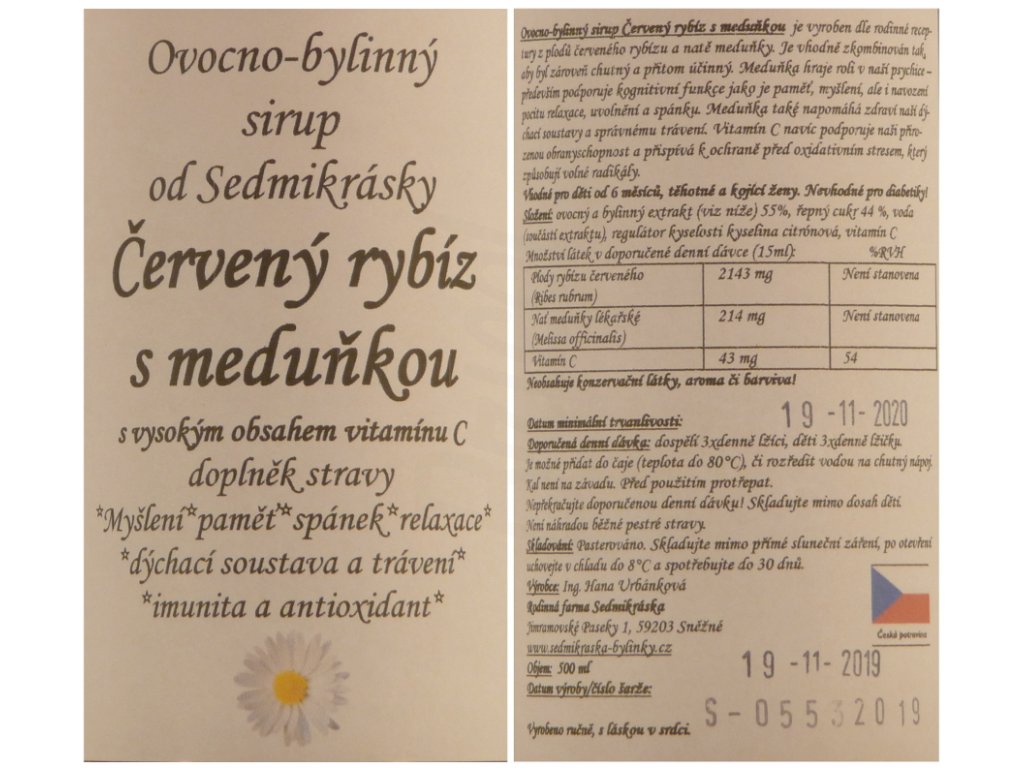 Ovocno-bylinný
sirup
od Sedmikrásky
Červený rybíz
s meduňkou
s vysokým obsahem vitamínu C
doplněk stravy
*Myšlení*paměť*spánek*relaxace*
*dýchací soustava a trávení*
*imunita a antioxidant*
Ovocno-bylinný sirup Červený rybíz s meduňkou je vyroben dle rodinné recep-
tury z plodů červeného rybízu a natě meduňky. Je vhodně zkombinován tak,
aby byl zároveň chutný a přitom účinný. Meduňka hraje roli v naší psychice –
především podporuje kognitivní funkce jako je paměť, myšlení, ale i navození
pocitu relaxace, uvolnění a spánku. Meduňka také napomáhá zdraví naší dý-
chací soustavy a správnému trávení. Vitamín C navíc podporuje naši přiro-
zenou obranyschopnost a přispívá k ochraně před oxidativním stresem, který
způsobují volné radikály.
Vhodné pro děti od 6 měsíců, těhotné a kojící ženy. Nevhodné pro diabetiky!
Složení: ovocný a bylinný extrakt (viz níže) 55%, řepný cukr 44 %, voda
(součástí extraktu), regulátor kyselosti kyselina citrónová, vitamín C
Množství látek v doporučené denní dávce (15ml): %RVH
Plody rybízu červeného 2143 mg Není stanovena
(Ribes rubrum)
Nať meduňky lékařské 214 mg Není stanovena
(Melissa officinalis)
Vitamín C 43 mg 54
Neobsahuje konzervační látky, aroma či barviva!
Datum minimální trvanlivosti: 19 -11- 2020
Doporučená denní dávka: dospělí 3xdenně lžíci, děti 3xdenně lžičku.
Je možné přidat do čaje (teplota do 80°C), či rozředit vodou na chutný nápoj.
Kal není na závadu. Před použitím protřepat.
Nepřekračujte doporučenou denní dávku! Skladujte mimo dosah dětí.
Není náhradou běžné pestré stravy.
Skladování: Pasterováno. Skladujte mimo přímé sluneční záření, po otevření
uchovejte v chladu do 8°C a spotřebujte do 30 dnů.
Výrobce: Ing. Hana Urbánková
Rodinná farma Sedmikráska
Jimramovské Paseky 1, 59203 Sněžné
www.sedmikraska-bylinky.cz
Česká potravina
Objem: 500 ml
19 -11- 2019
Datum výroby/číslo šarže:
S - 05532019
Vyrobeno ručně, s láskou v srdci.